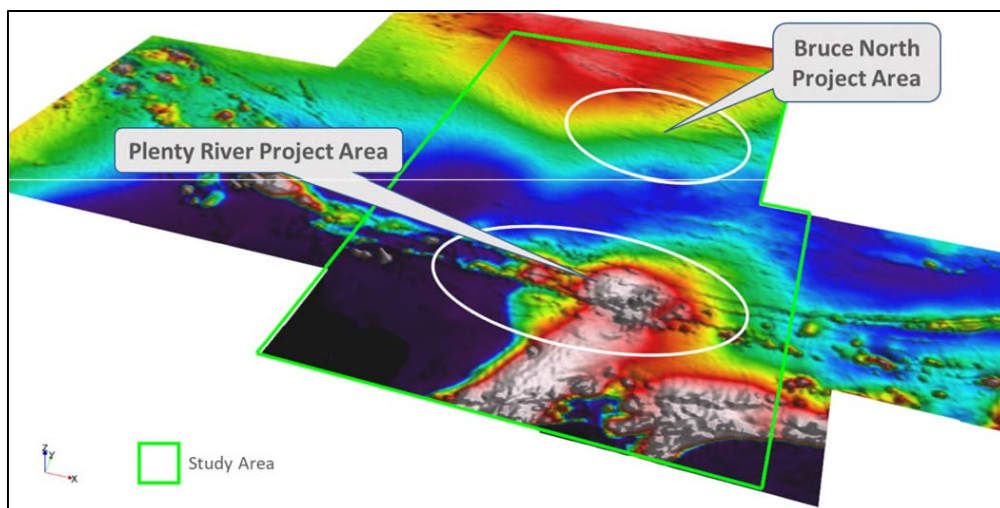 Bruce North
Project Area
Plenty River Project Area
z
y
x
Study Area